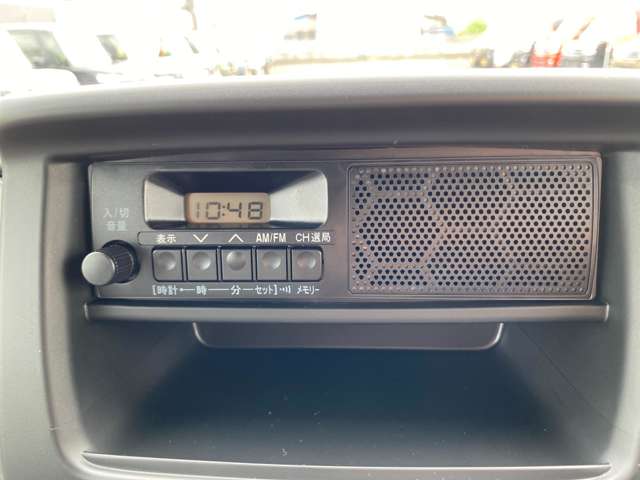 10:48
入/切
音量
表示 AM/FM CH選局
[時計 時 分 セット] メモリー